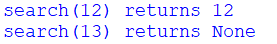 search(12) returns 12
search(13) returns None